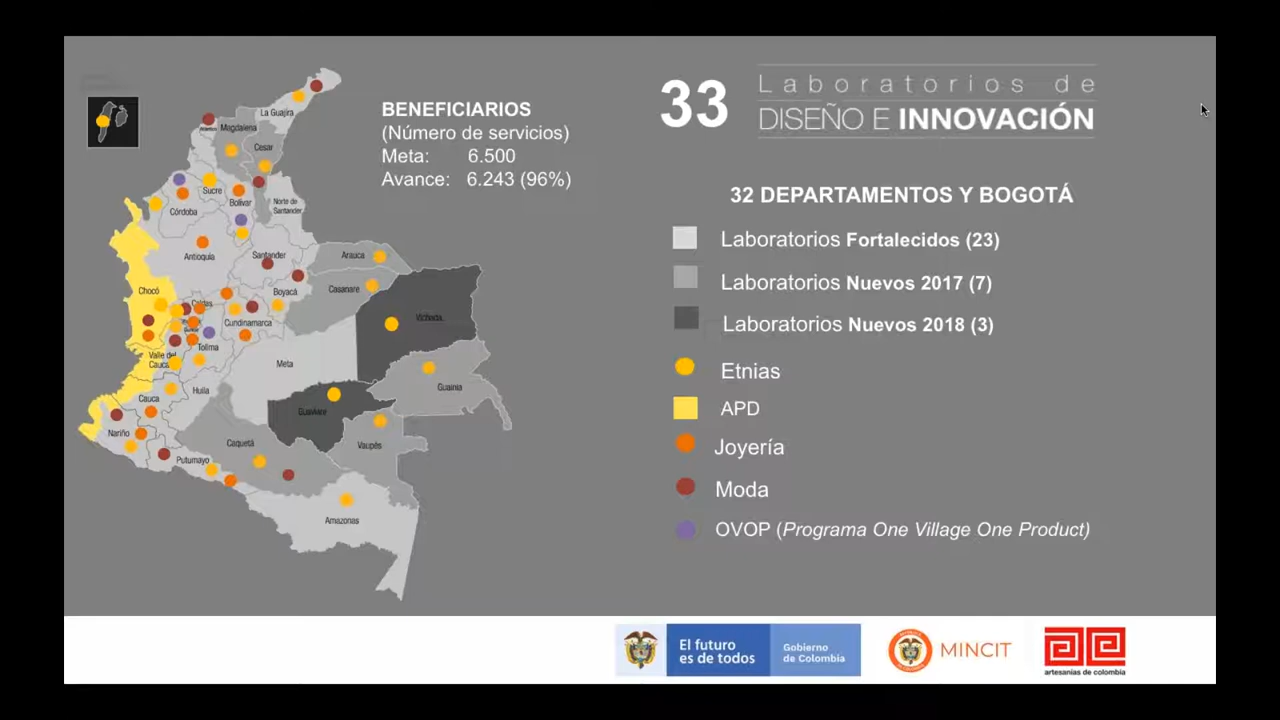 BENEFICIARIOS
(Número de servicios)
Meta: 6.500
Avance: 6.243 (96%)
33
Laboratorios de
DISEÑO E INNOVACIÓN
32 DEPARTAMENTOS Y BOGOTÁ
Laboratorios Fortalecidos (23)
Laboratorios Nuevos 2017 (7)
Laboratorios Nuevos 2018 (3)
Etnias
APD
Joyería
Moda
OVOP (Programa One Village One Product)
La Guajira
Magdalena
Cesar
Sucre
Bolivar
Norte de
Santander
Córdoba
Antioquia
Santander
Arauca
Chocó
Boyacá
Casanare
Caldas
Cundinamarca
Vichada
Tolima
Valle del
Cauca
Meta
Guainia
Huila
Cauca
Guaviare
Nariño
Caquetá
Vaupés
Putumayo
Amazonas
El futuro
es de todos
Gobierno
de Colombia
MINCIT
artesanías de colombia